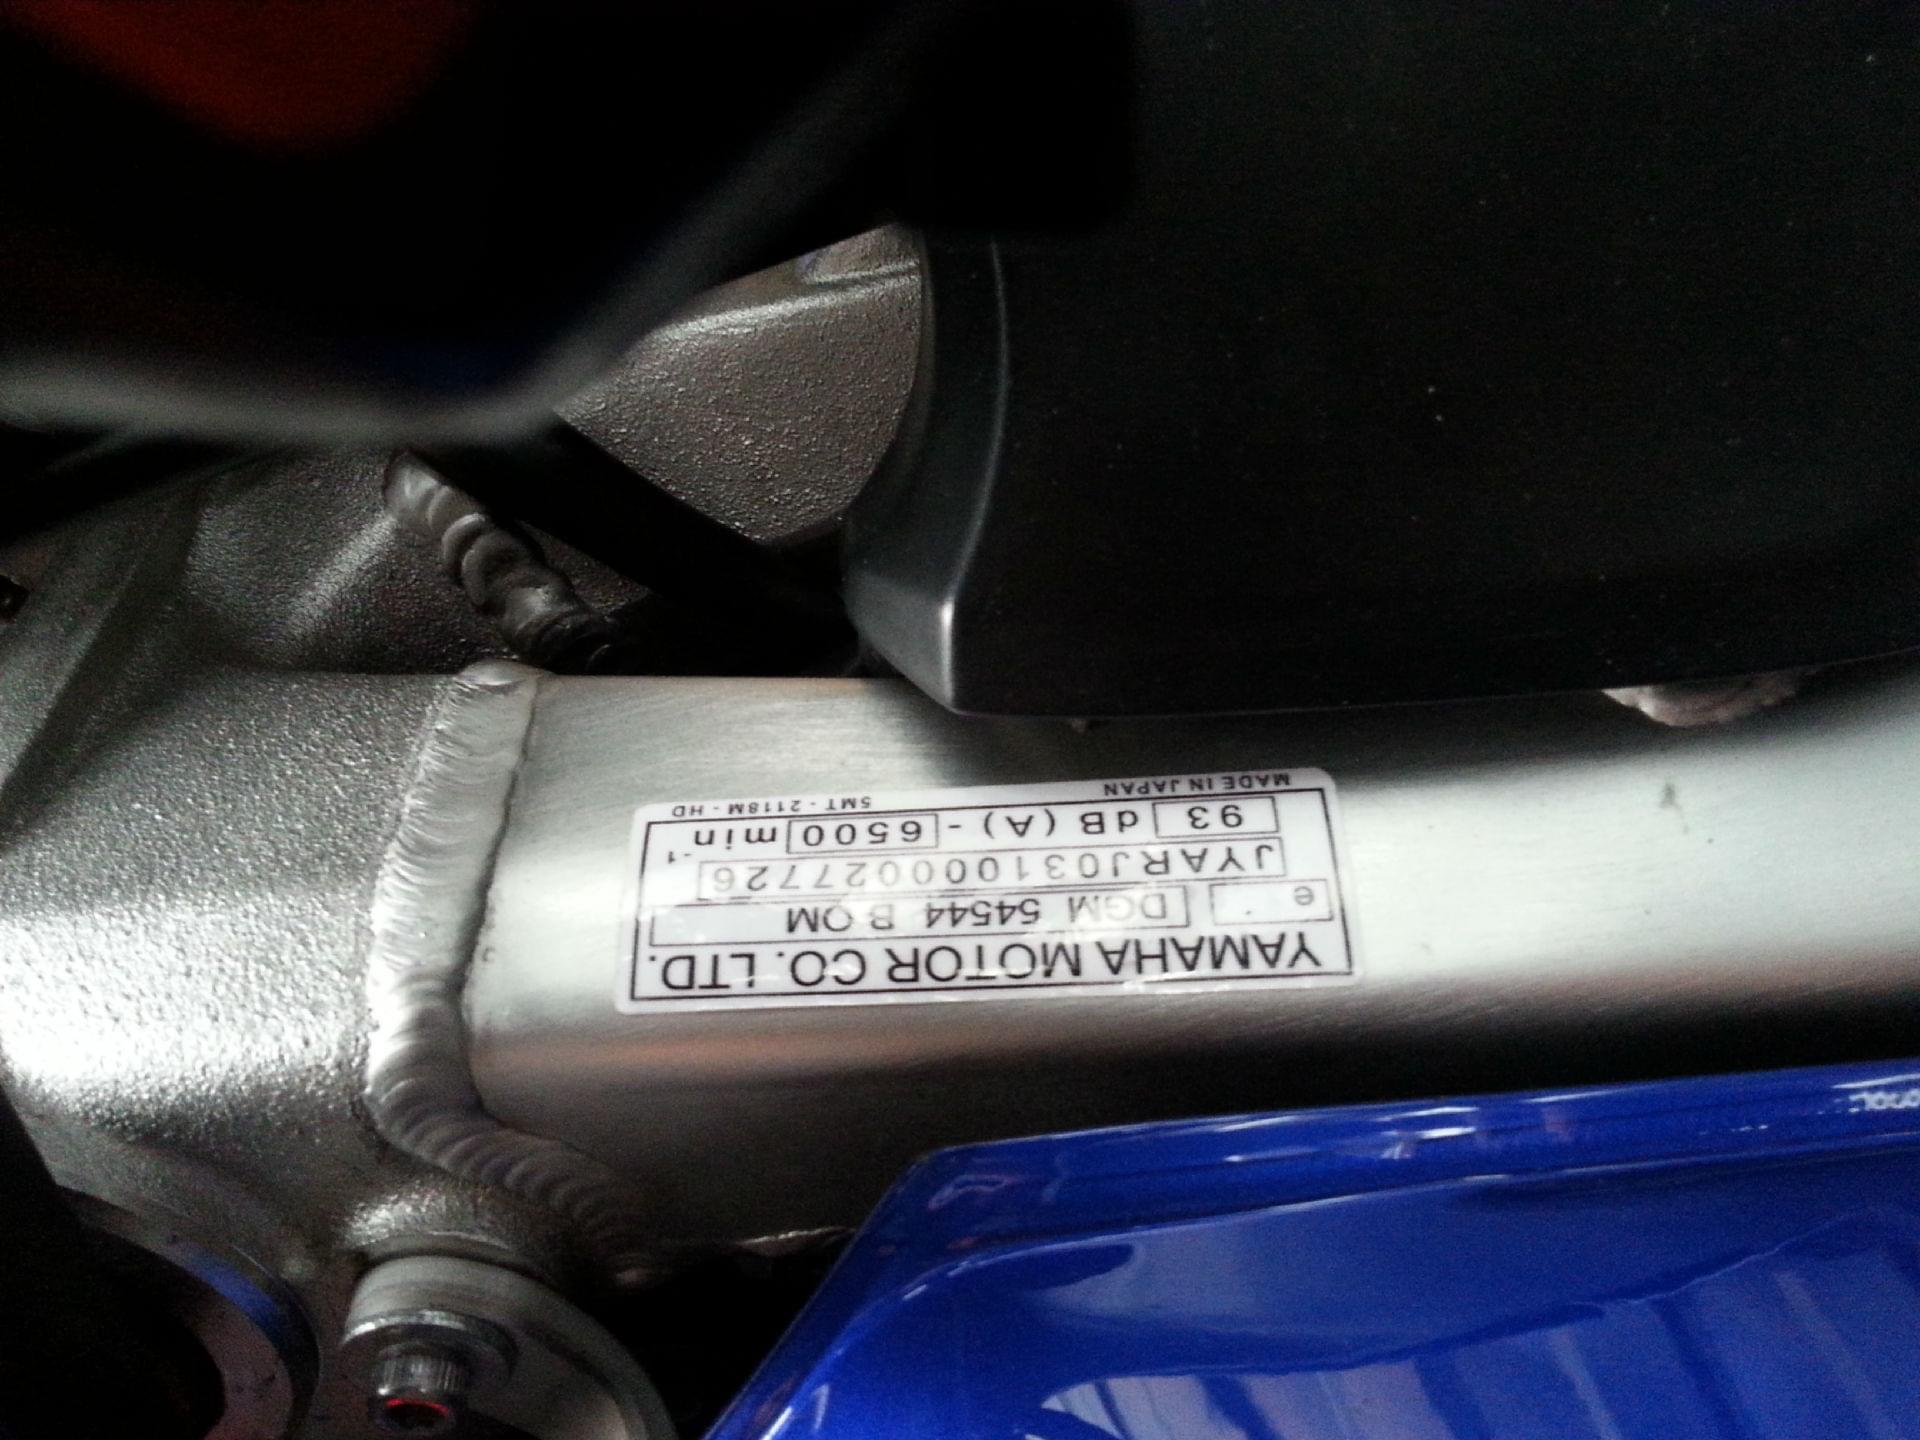 YAMAHA MOTOR CO. LTD.
e DGM 54544 B OM
JYARJ031000027726
93 dB (A) - 6500 min⁻¹
MADE IN JAPAN 5MT - 2118M - HD